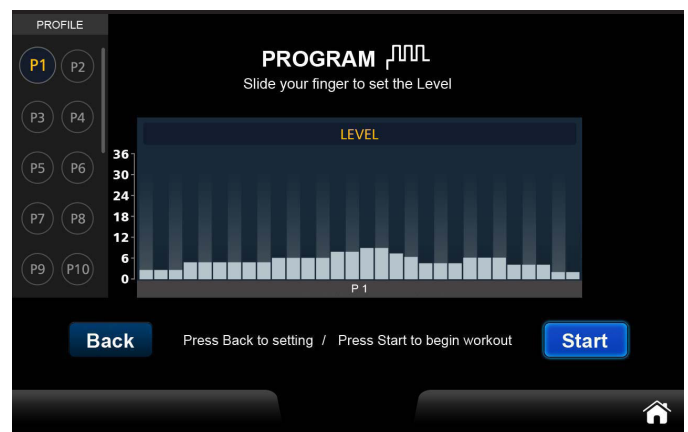 PROFILE
P1 P2
P3 P4
P5 P6
P7 P8
P9 P10
PROGRAM
Slide your finger to set the Level
LEVEL
36
30
24
18
12
6
0
P 1
Back
Press Back to setting / Press Start to begin workout
Start